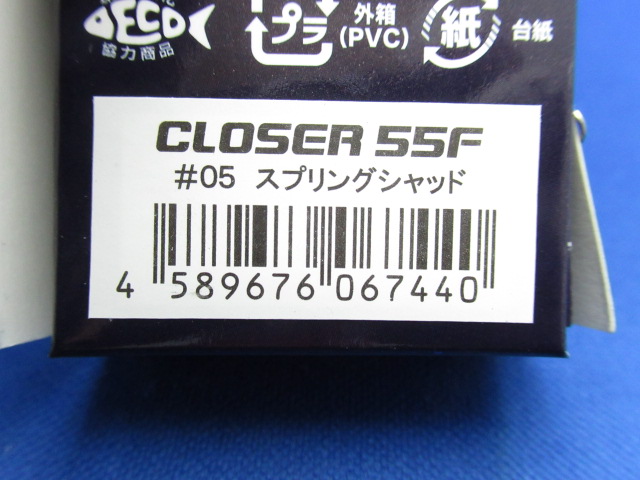 ECO
協力商品
プラ
外箱
(PVC)
紙
台紙
CLOSER 55F
#05 スプリングシャッド
4 589676 067440